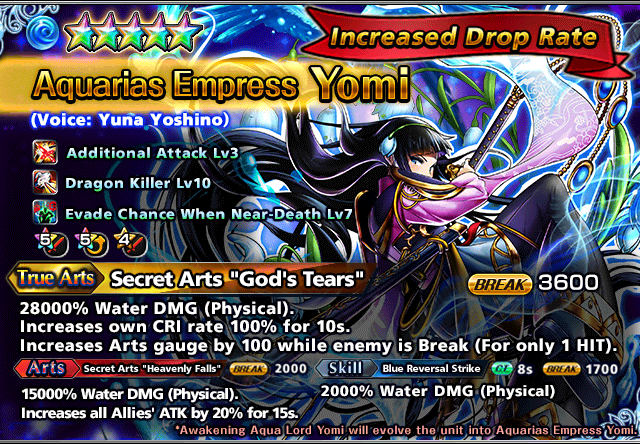 Increased Drop Rate
Aquarias Empress Yomi
(Voice: Yuna Yoshino)
Additional Attack Lv3
Dragon Killer Lv10
Evade Chance When Near-Death Lv7
5 5 4
True Arts Secret Arts "God's Tears" BREAK 3600
28000% Water DMG (Physical).
Increases own CRI rate 100% for 10s.
Increases Arts gauge by 100 while enemy is Break (For only 1 HIT).
Arts Secret Arts "Heavenly Falls" BREAK 2000 Skill Blue Reversal Strike CT 8s BREAK 1700
15000% Water DMG (Physical). 2000% Water DMG (Physical)
Increases all Allies' ATK by 20% for 15s.
*Awakening Aqua Lord Yomi will evolve the unit into Aquarias Empress Yomi.